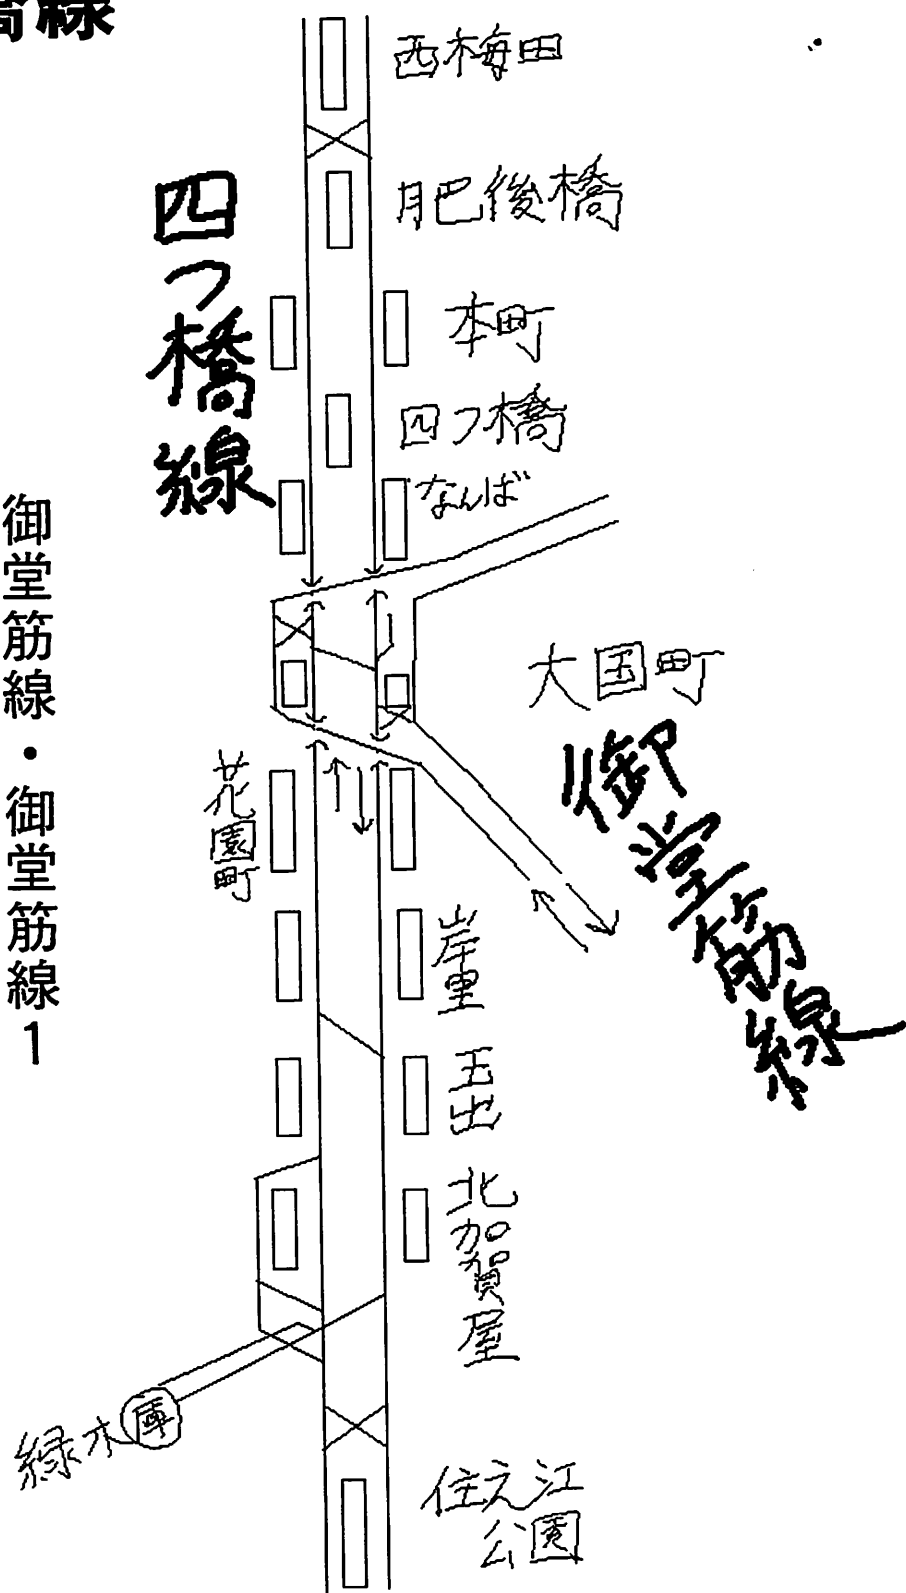 橋線
西梅田
肥後橋
四つ橋線
本町
四つ橋
なんば
御堂筋線・御堂筋線1
大国町
御堂筋線
花園町
岸里
玉出
北加賀屋
緑木庫
住之江
公園